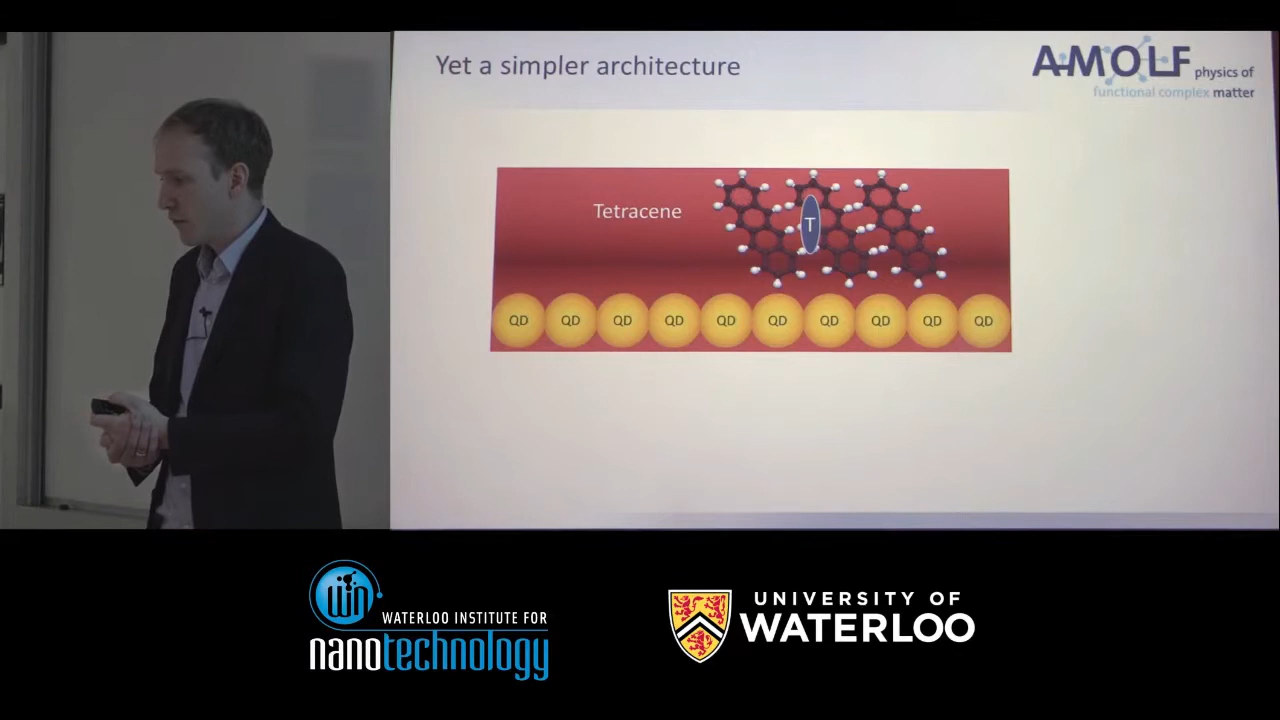 Yet a simpler architecture
AMOLF physics of
functional complex matter
Tetracene
T
QD QD QD QD QD QD QD QD QD QD
WIN
WATERLOO INSTITUTE FOR
nanotechnology
UNIVERSITY OF
WATERLOO